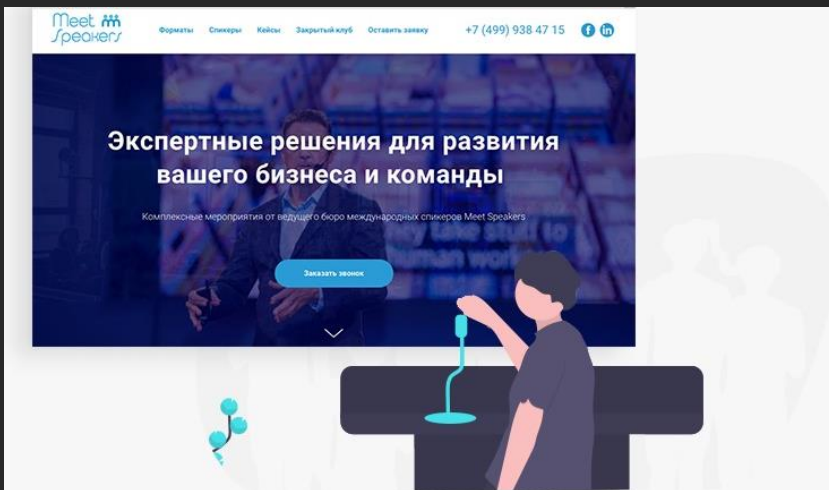 Meet
Speakers
Форматы Спикеры Кейсы Закрытый клуб Оставить заявку +7 (499) 938 47 15 f in
Экспертные решения для развития
вашего бизнеса и команды
Комплексные мероприятия от ведущего бюро международных спикеров Meet Speakers
Заказать звонок